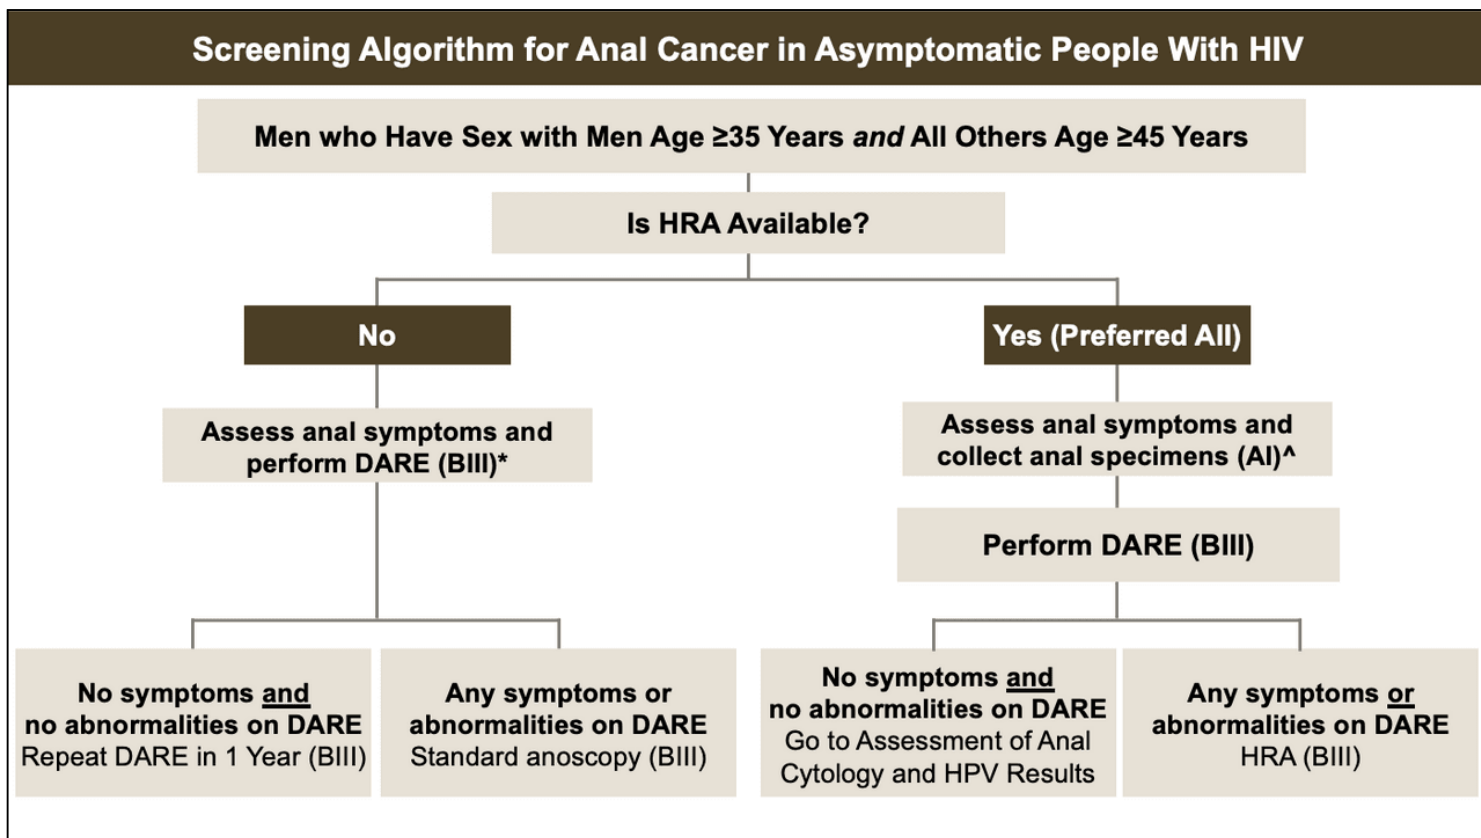 Screening Algorithm for Anal Cancer in Asymptomatic People With HIV
Men who Have Sex with Men Age ≥35 Years and All Others Age ≥45 Years
Is HRA Available?
No
Yes (Preferred All)
Assess anal symptoms and
perform DARE (BIII)*
Assess anal symptoms and
collect anal specimens (AI)^
Perform DARE (BIII)
No symptoms and
no abnormalities on DARE
Repeat DARE in 1 Year (BIII)
Any symptoms or
abnormalities on DARE
Standard anoscopy (BIII)
No symptoms and
no abnormalities on DARE
Go to Assessment of Anal
Cytology and HPV Results
Any symptoms or
abnormalities on DARE
HRA (BIII)